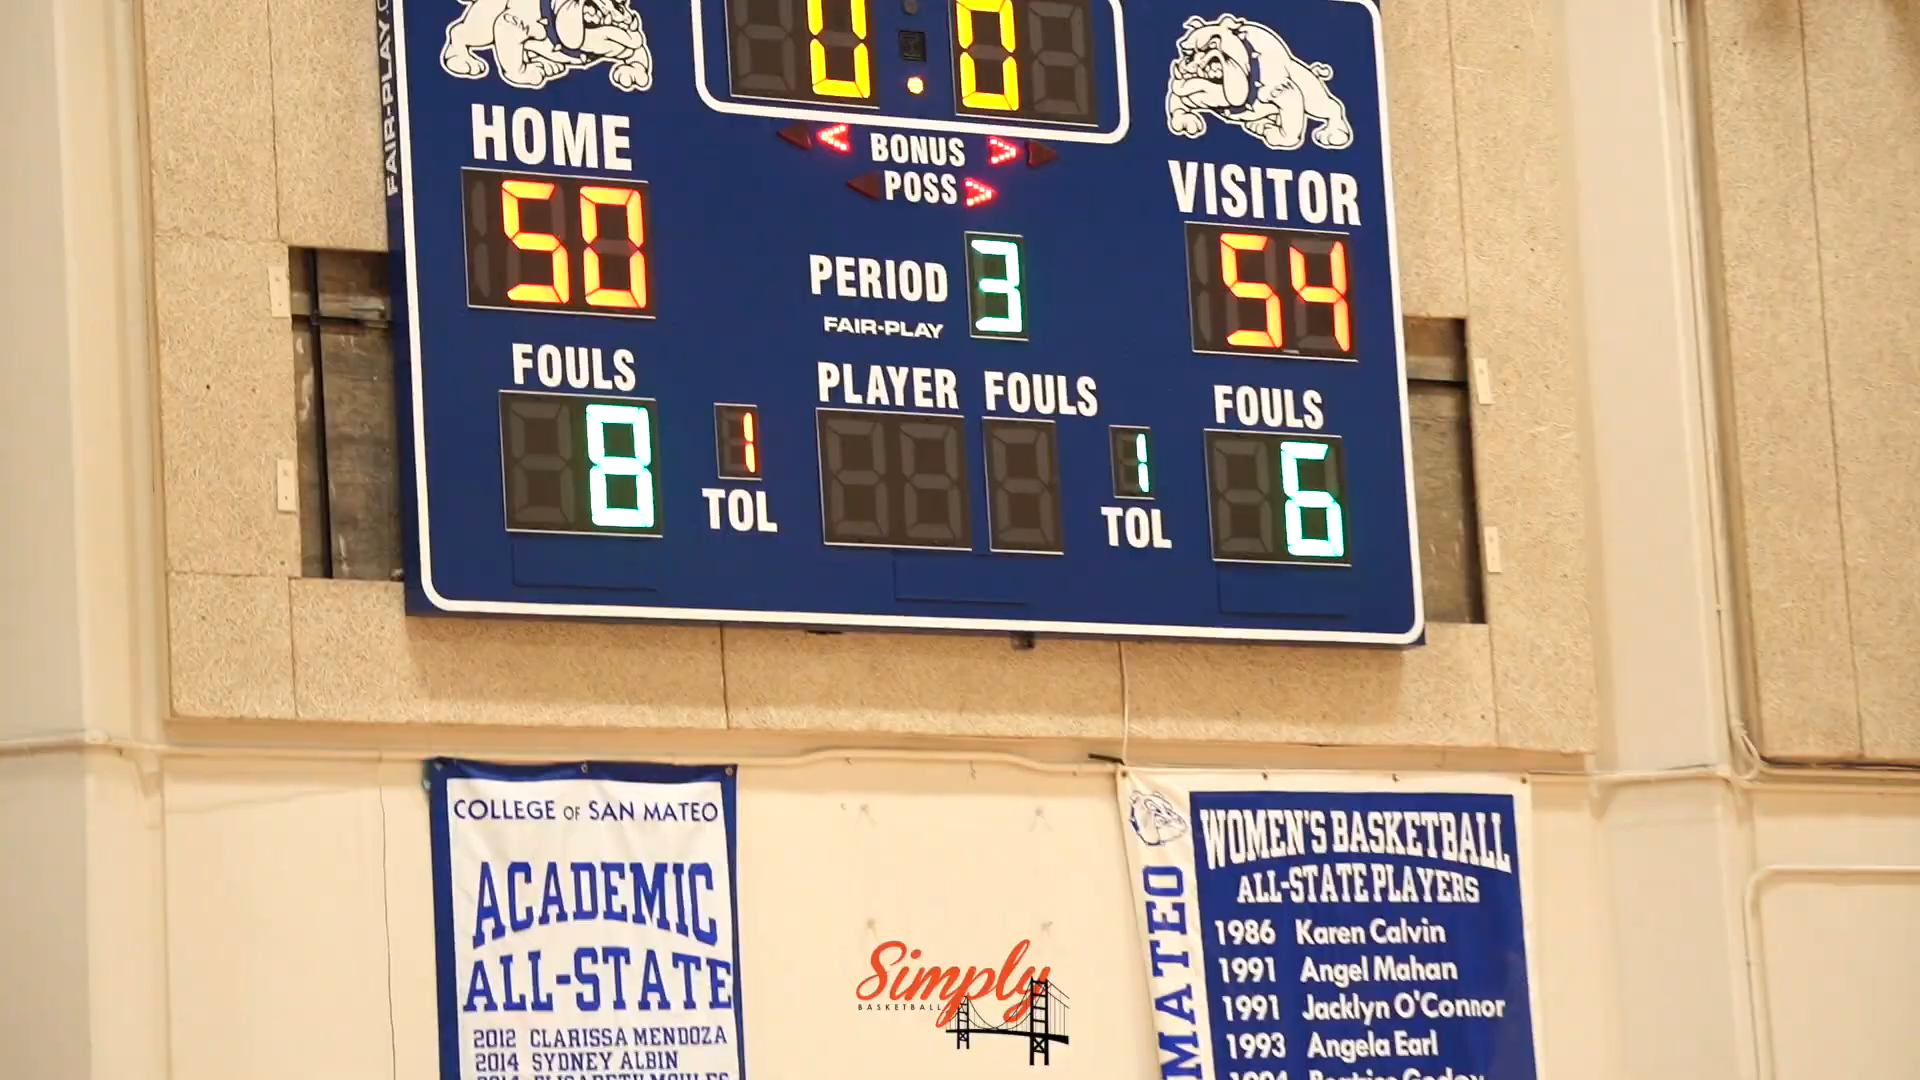 FAIR-PLAY
0.0
HOME
BONUS
POSS
VISITOR
50
PERIOD 3
54
FAIR-PLAY
FOULS
PLAYER FOULS
FOULS
8
1
1
6
TOL
TOL
COLLEGE OF SAN MATEO
ACADEMIC
ALL-STATE
2012 CLARISSA MENDOZA
2014 SYDNEY ALBIN
MATEO
WOMEN'S BASKETBALL
ALL-STATE PLAYERS
1986 Karen Calvin
1991 Angel Mahan
1991 Jacklyn O'Connor
1993 Angela Earl
Simply
BASKETBALL